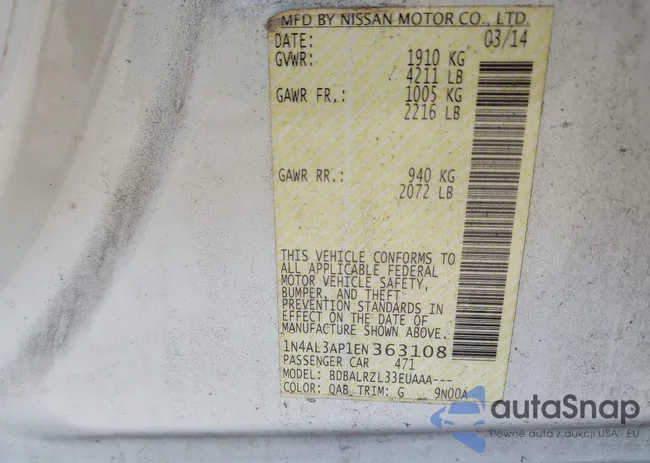 MFD BY NISSAN MOTOR CO., LTD.
DATE: 03/14
GVWR: 1910 KG
4211 LB
GAWR FR.: 1005 KG
2216 LB
GAWR RR.: 940 KG
2072 LB
THIS VEHICLE CONFORMS TO
ALL APPLICABLE FEDERAL
MOTOR VEHICLE SAFETY,
BUMPER, AND THEFT
PREVENTION STANDARDS IN
EFFECT ON THE DATE OF
MANUFACTURE SHOWN ABOVE.
1N4AL3AP1EN363108
PASSENGER CAR 471
MODEL: BDBALRZL33EUAAA---
COLOR: QAB TRIM: G 9N00A
autaSnap
Pewne auta z aukcji USA i EU